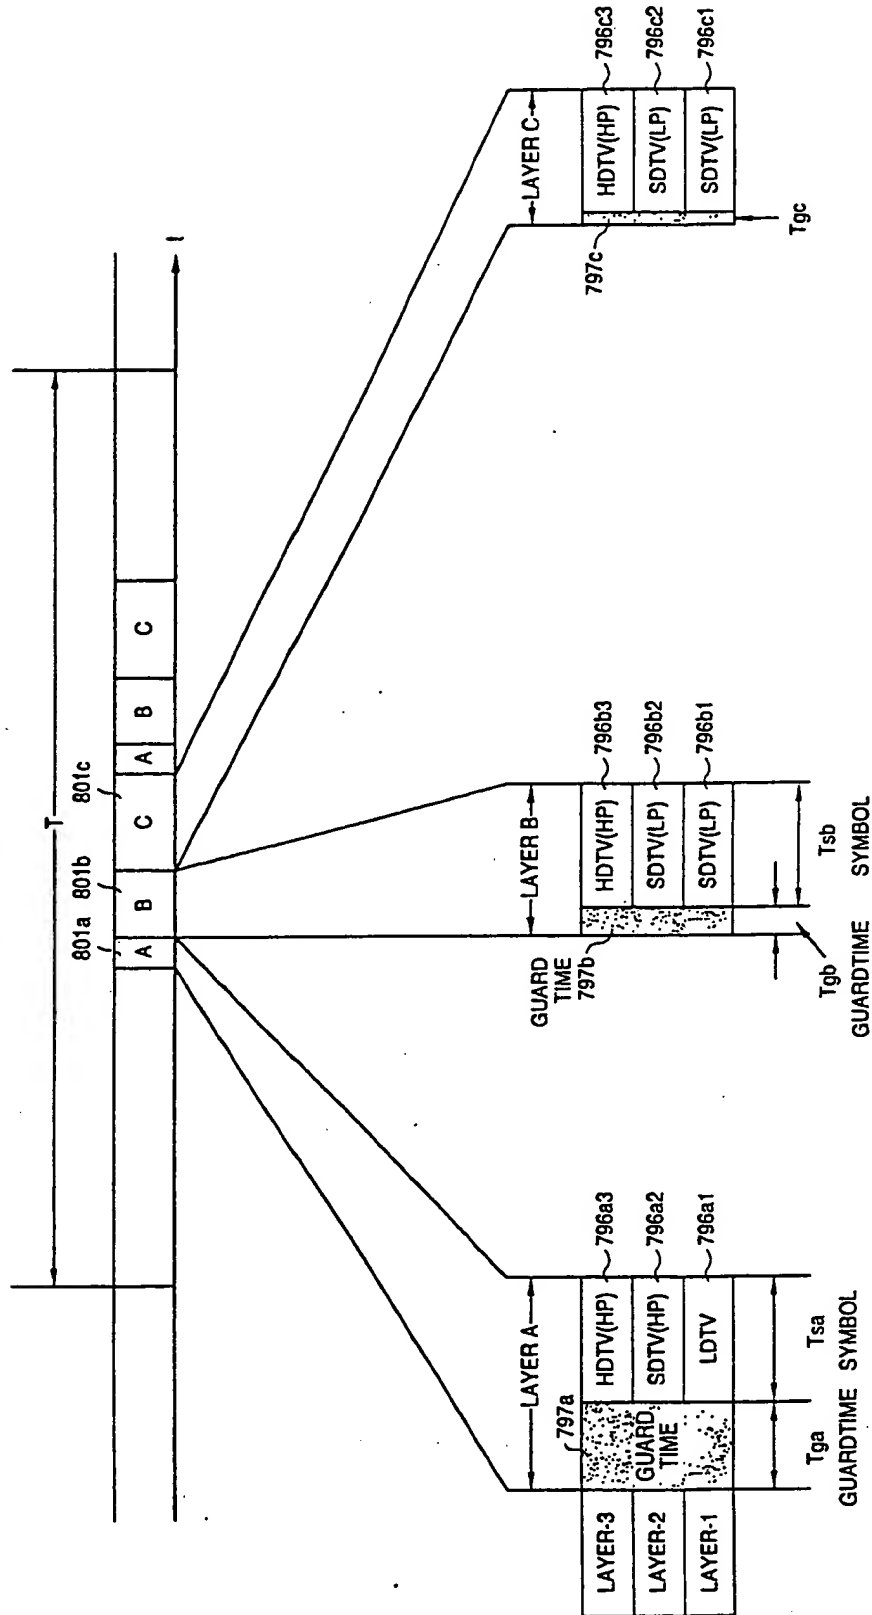 T
801a 801b 801c
A B C A B C
t
LAYER A
797a
LAYER-3 HDTV(HP) 796a3
LAYER-2 GUARD TIME SDTV(HP) 796a2
LAYER-1 LDTV 796a1
Tga Tsa
GUARDTIME SYMBOL
LAYER B
GUARD TIME 797b
HDTV(HP) 796b3
SDTV(LP) 796b2
SDTV(LP) 796b1
Tgb Tsb
GUARDTIME SYMBOL
LAYER C
797c
HDTV(HP) 796c3
SDTV(LP) 796c2
SDTV(LP) 796c1
Tgc